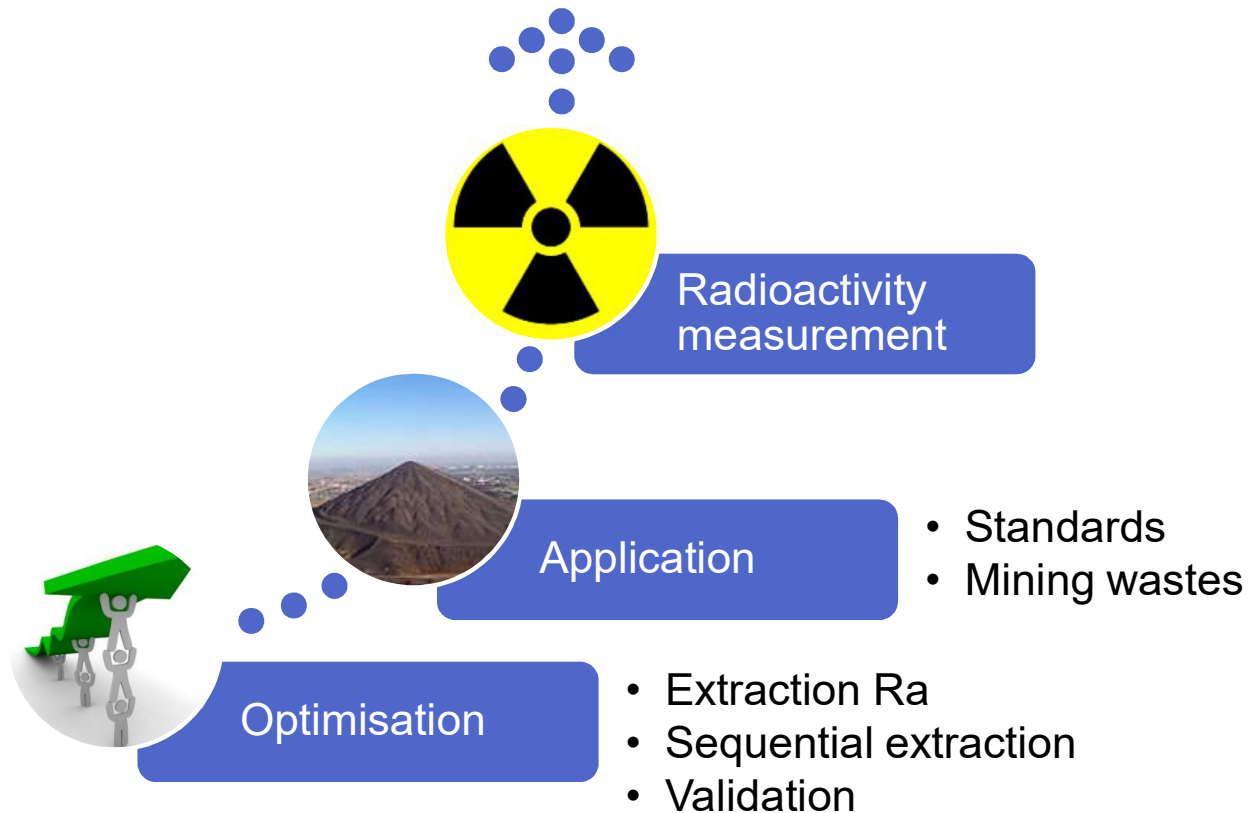 Radioactivity
measurement
Application
• Standards
• Mining wastes
Optimisation
• Extraction Ra
• Sequential extraction
• Validation